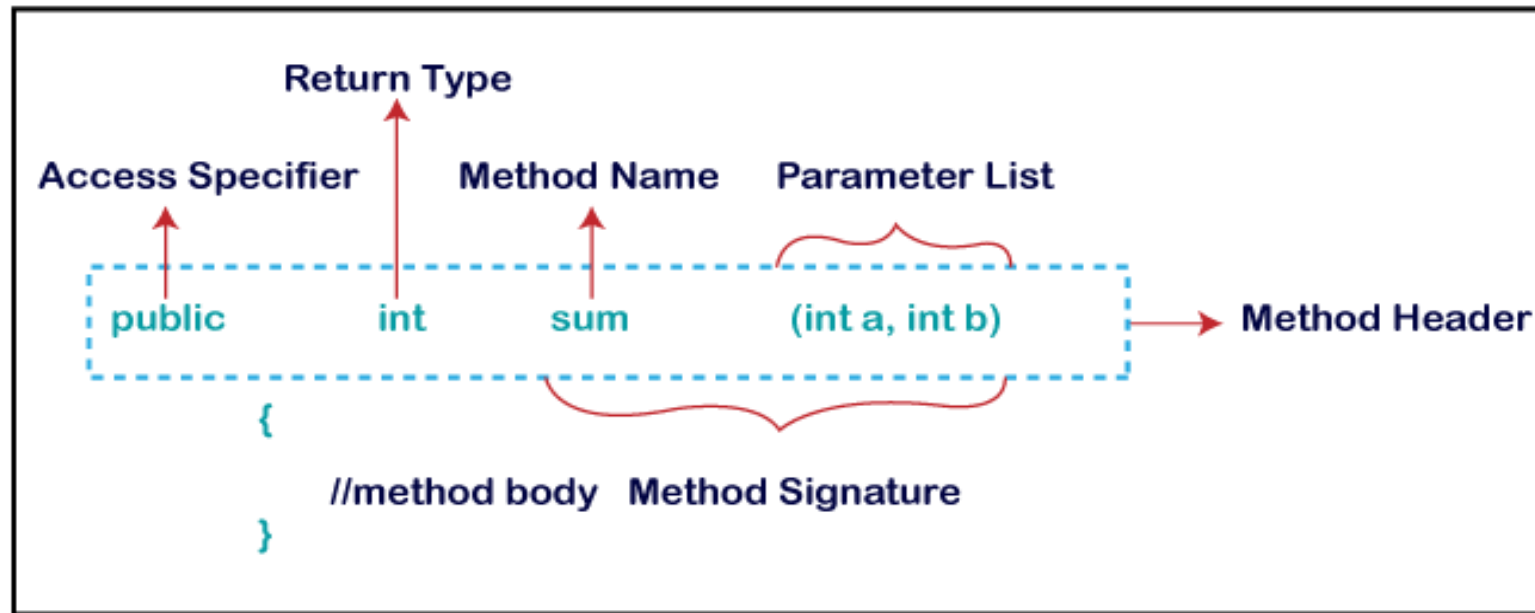 Return Type
Access Specifier Method Name Parameter List
public int sum (int a, int b) Method Header
{
//method body Method Signature
}